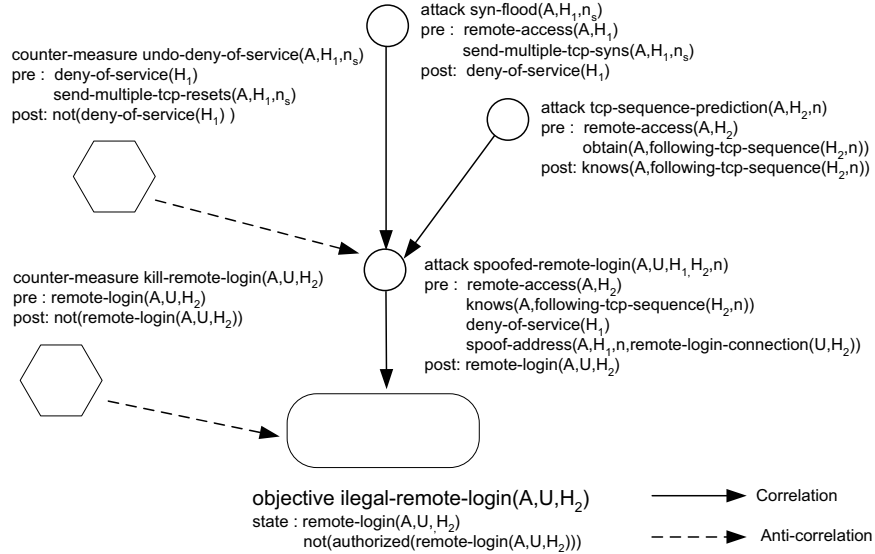 attack syn-flood(A,H₁,nₛ)
pre : remote-access(A,H₁)
send-multiple-tcp-syns(A,H₁,nₛ)
post: deny-of-service(H₁)
counter-measure undo-deny-of-service(A,H₁,nₛ)
pre : deny-of-service(H₁)
send-multiple-tcp-resets(A,H₁,nₛ)
post: not(deny-of-service(H₁) )
attack tcp-sequence-prediction(A,H₂,n)
pre : remote-access(A,H₂)
obtain(A,following-tcp-sequence(H₂,n))
post: knows(A,following-tcp-sequence(H₂,n))
counter-measure kill-remote-login(A,U,H₂)
pre : remote-login(A,U,H₂)
post: not(remote-login(A,U,H₂))
attack spoofed-remote-login(A,U,H₁,H₂,n)
pre : remote-access(A,H₂)
knows(A,following-tcp-sequence(H₂,n))
deny-of-service(H₁)
spoof-address(A,H₁,n,remote-login-connection(U,H₂))
post: remote-login(A,U,H₂)
objective ilegal-remote-login(A,U,H₂)
state : remote-login(A,U,H₂)
not(authorized(remote-login(A,U,H₂)))
Correlation
Anti-correlation